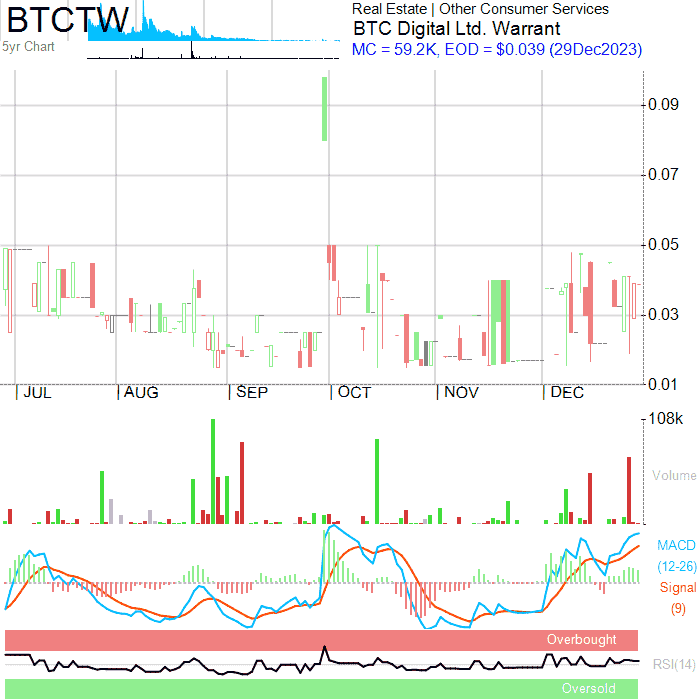 BTCTW
5yr Chart
Real Estate | Other Consumer Services
BTC Digital Ltd. Warrant
MC = 59.2K, EOD = $0.039 (29Dec2023)
0.09
0.07
0.05
0.03
0.01
JUL AUG SEP OCT NOV DEC
108k
Volume
MACD
(12-26)
Signal
(9)
Overbought
RSI(14)
Oversold